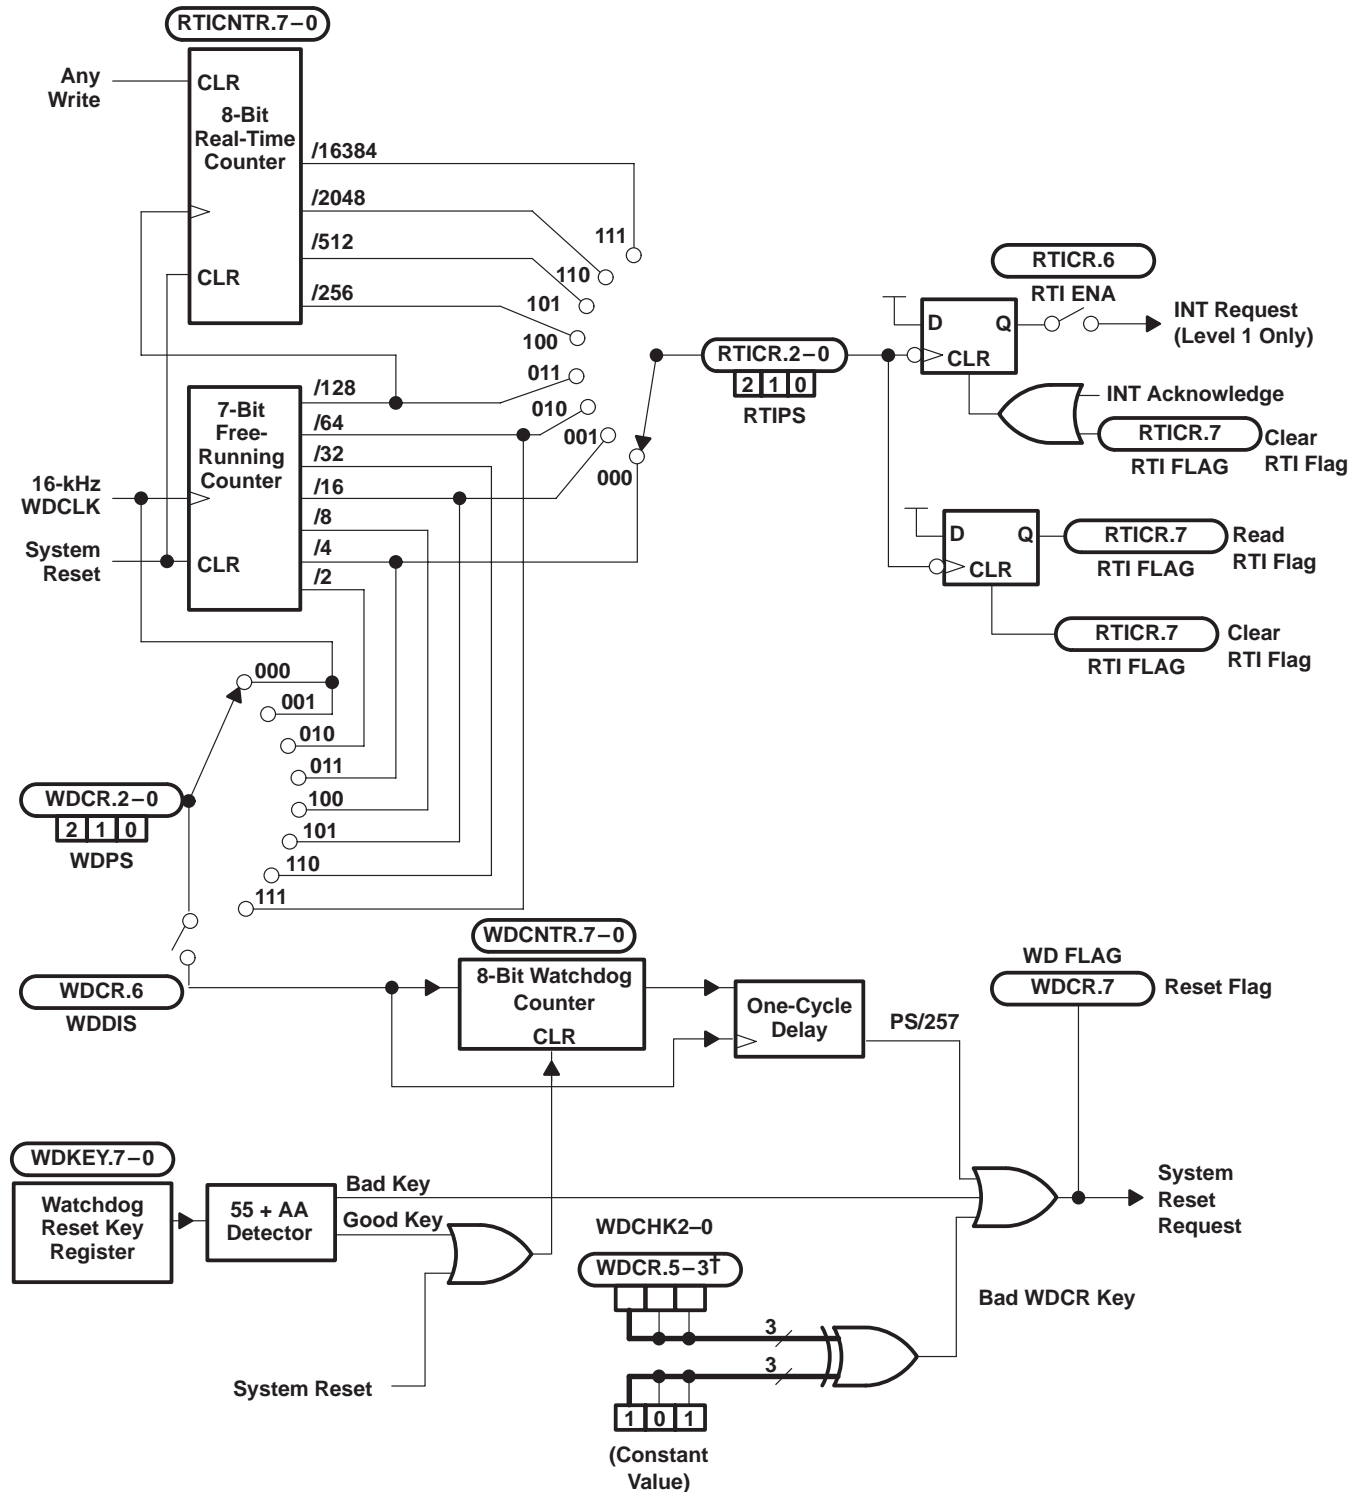 RTICNTR.7–0
Any
Write
CLR
8-Bit
Real-Time
Counter
/16384
/2048
/512
/256
CLR
111
110
101
100
011
010
001
000
RTICR.2–0
2 1 0
RTIPS
RTICR.6
RTI ENA
D Q
CLR
INT Request
(Level 1 Only)
INT Acknowledge
RTICR.7
RTI FLAG
Clear
RTI Flag
D Q
CLR
RTICR.7
RTI FLAG
Read
RTI Flag
RTICR.7
RTI FLAG
Clear
RTI Flag
7-Bit
Free-
Running
Counter
CLR
/128
/64
/32
/16
/8
/4
/2
16-kHz
WDCLK
System
Reset
000
001
010
011
100
101
110
111
WDCR.2–0
2 1 0
WDPS
WDCR.6
WDDIS
WDCNTR.7–0
8-Bit Watchdog
Counter
CLR
One-Cycle
Delay
PS/257
WD FLAG
WDCR.7
Reset Flag
WDKEY.7–0
Watchdog
Reset Key
Register
55 + AA
Detector
Bad Key
Good Key
System Reset
WDCHK2–0
WDCR.5–3†
3
3
1 0 1
(Constant
Value)
Bad WDCR Key
System
Reset
Request